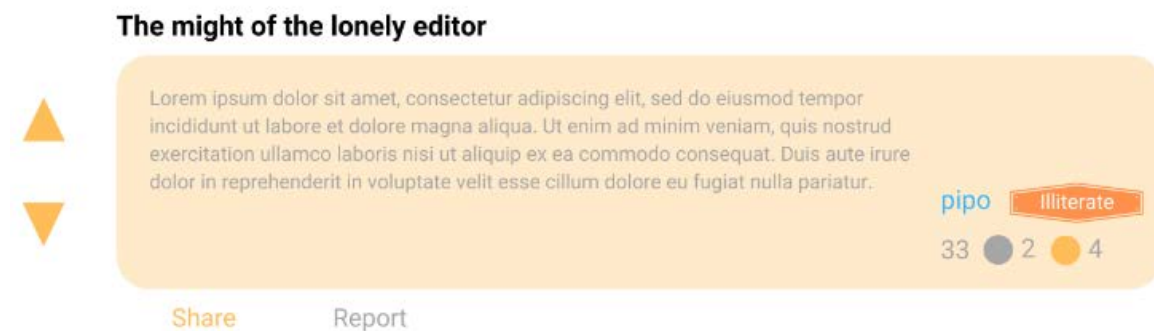 The might of the lonely editor
Lorem ipsum dolor sit amet, consectetur adipiscing elit, sed do eiusmod tempor
incididunt ut labore et dolore magna aliqua. Ut enim ad minim veniam, quis nostrud
exercitation ullamco laboris nisi ut aliquip ex ea commodo consequat. Duis aute irure
dolor in reprehenderit in voluptate velit esse cillum dolore eu fugiat nulla pariatur.
pipo Illiterate
33 2 4
Share Report